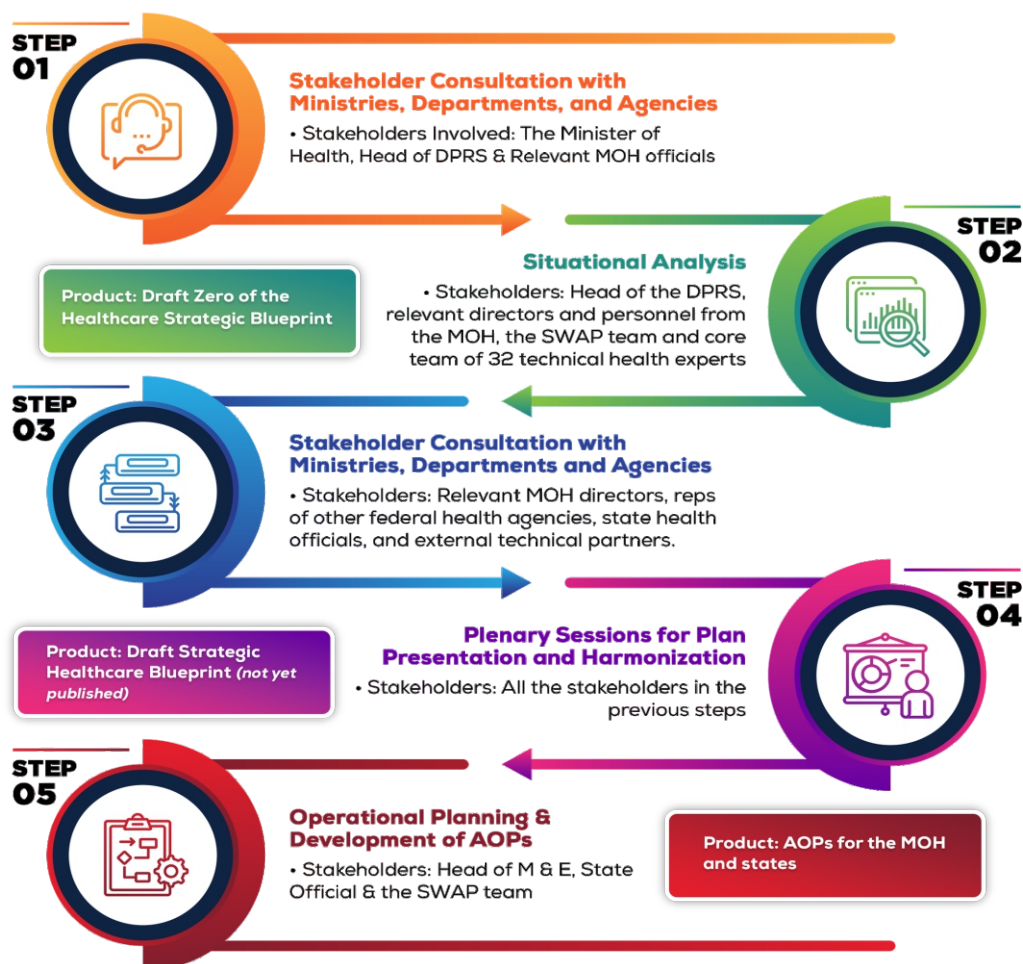 STEP
01
Stakeholder Consultation with
Ministries, Departments, and Agencies
• Stakeholders Involved: The Minister of
Health, Head of DPRS & Relevant MOH officials
STEP
02
Situational Analysis
• Stakeholders: Head of the DPRS,
relevant directors and personnel from
the MOH, the SWAP team and core
team of 32 technical health experts
Product: Draft Zero of the
Healthcare Strategic Blueprint
STEP
03
Stakeholder Consultation with
Ministries, Departments and Agencies
• Stakeholders: Relevant MOH directors, reps
of other federal health agencies, state health
officials, and external technical partners.
STEP
04
Plenary Sessions for Plan
Presentation and Harmonization
• Stakeholders: All the stakeholders in the
previous steps
Product: Draft Strategic
Healthcare Blueprint (not yet
published)
STEP
05
Operational Planning &
Development of AOPs
• Stakeholders: Head of M & E, State
Official & the SWAP team
Product: AOPs for the MOH
and states